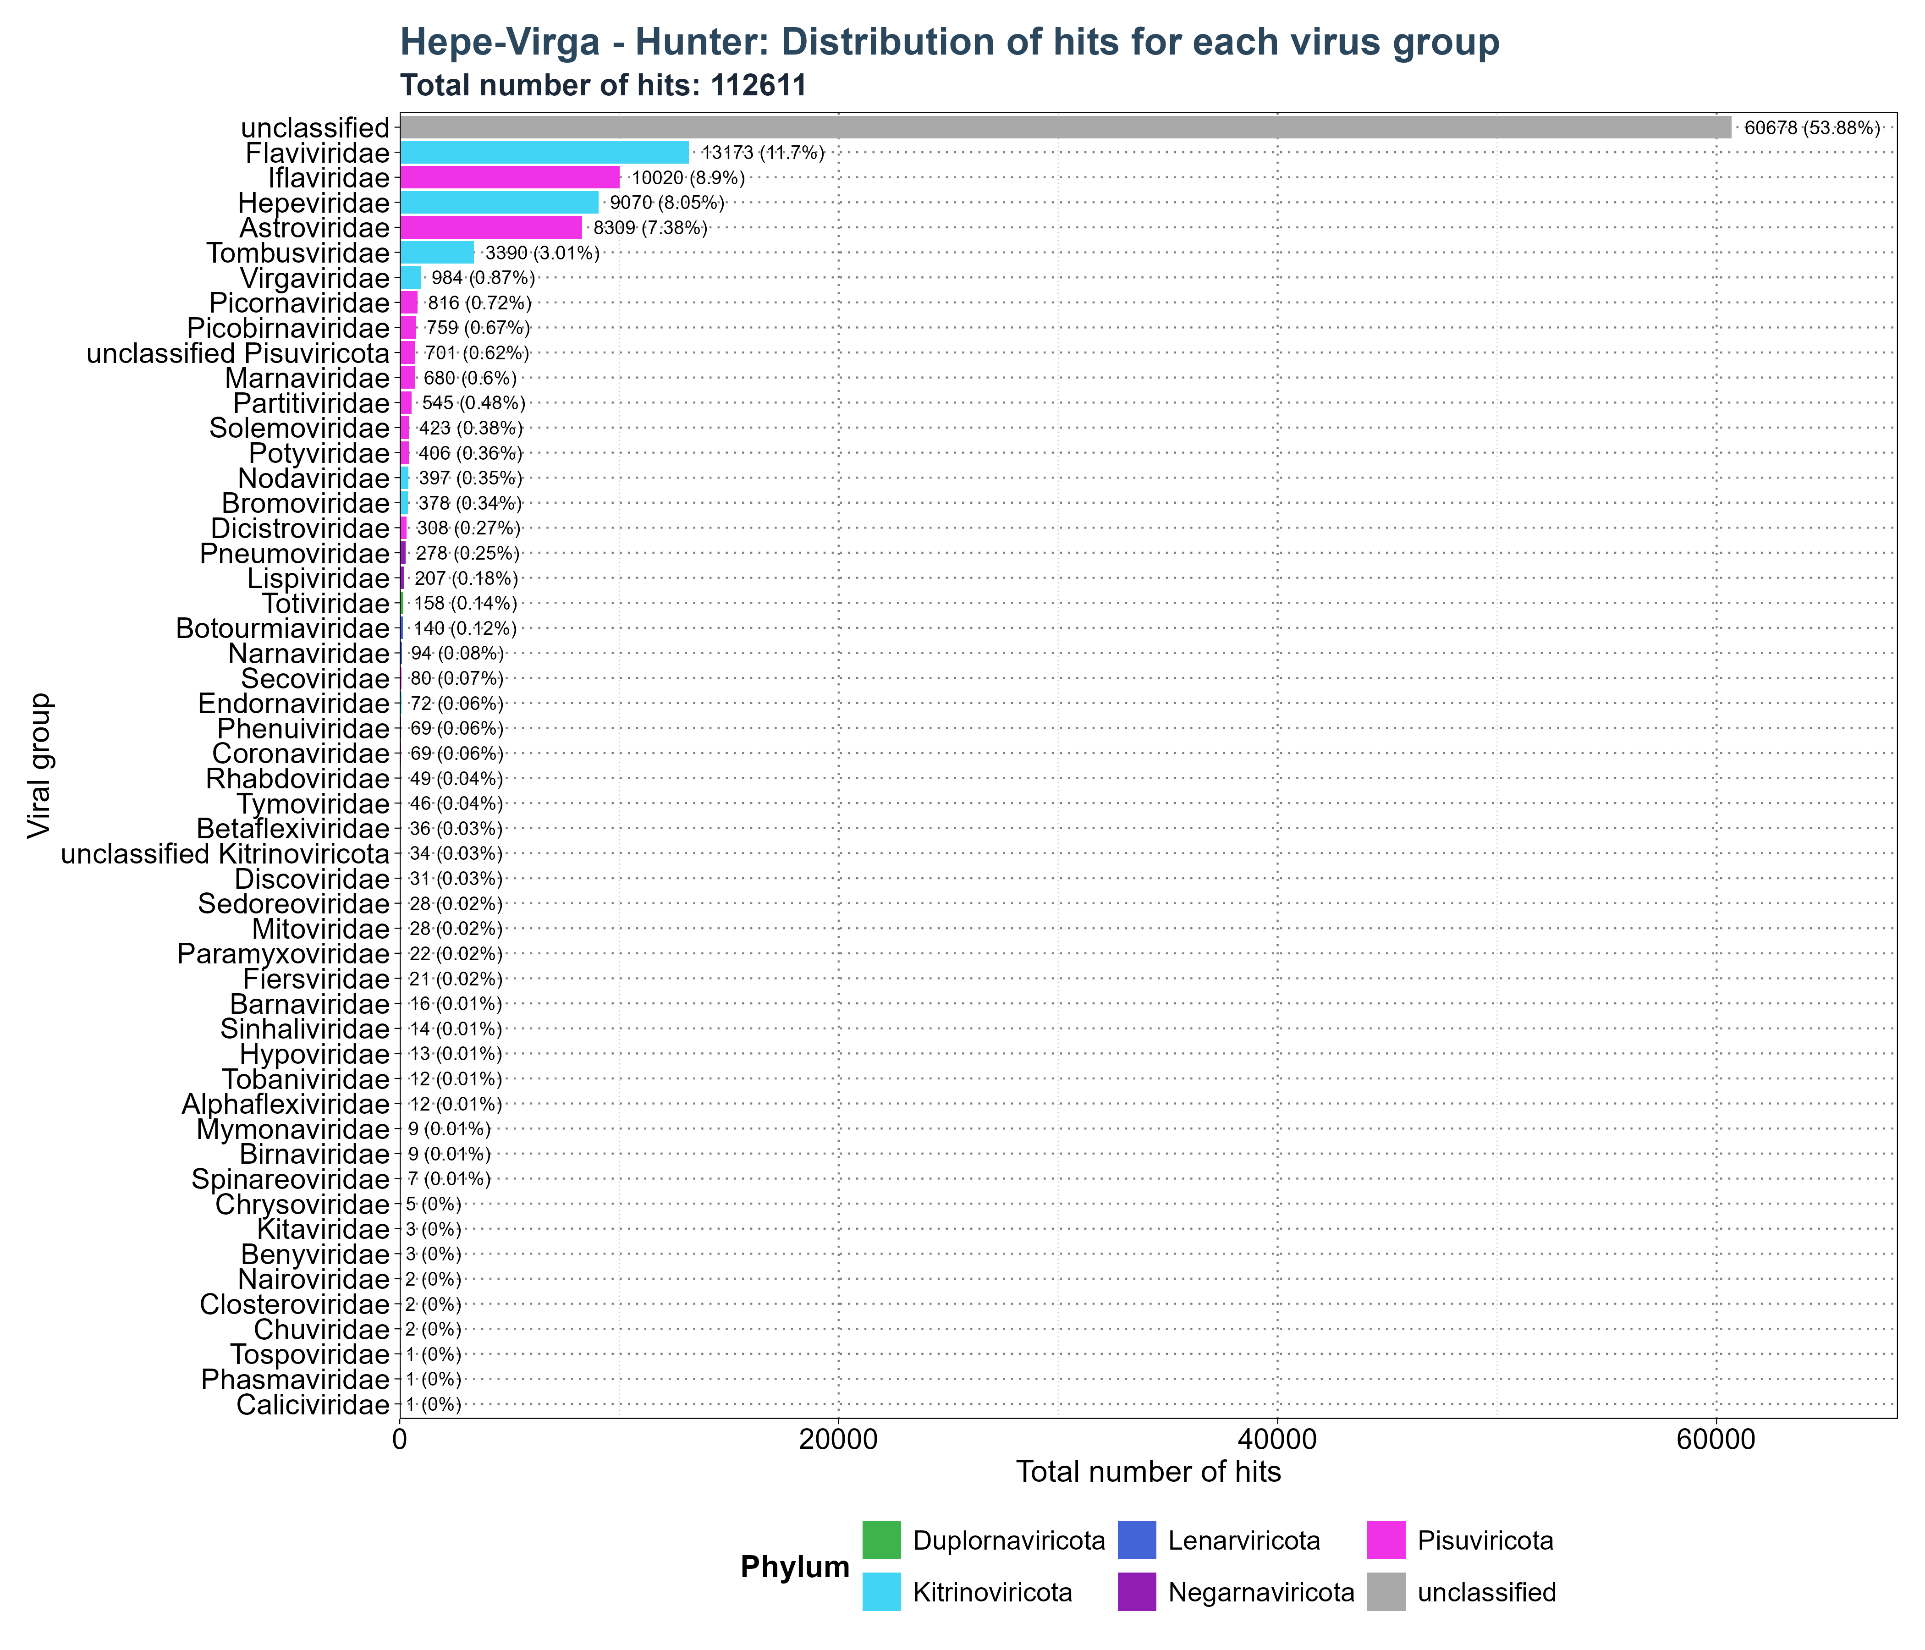 Hepe-Virga - Hunter: Distribution of hits for each virus group
Total number of hits: 112611
Viral group
unclassified 60678 (53.88%)
Flaviviridae 13173 (11.7%)
Iflaviridae 10020 (8.9%)
Hepeviridae 9070 (8.05%)
Astroviridae 8309 (7.38%)
Tombusviridae 3390 (3.01%)
Virgaviridae 984 (0.87%)
Picornaviridae 816 (0.72%)
Picobirnaviridae 759 (0.67%)
unclassified Pisuviricota 701 (0.62%)
Marnaviridae 680 (0.6%)
Partitiviridae 545 (0.48%)
Solemoviridae 423 (0.38%)
Potyviridae 406 (0.36%)
Nodaviridae 397 (0.35%)
Bromoviridae 378 (0.34%)
Dicistroviridae 308 (0.27%)
Pneumoviridae 278 (0.25%)
Lispiviridae 207 (0.18%)
Totiviridae 158 (0.14%)
Botourmiaviridae 140 (0.12%)
Narnaviridae 94 (0.08%)
Secoviridae 80 (0.07%)
Endornaviridae 72 (0.06%)
Phenuiviridae 69 (0.06%)
Coronaviridae 69 (0.06%)
Rhabdoviridae 49 (0.04%)
Tymoviridae 46 (0.04%)
Betaflexiviridae 36 (0.03%)
unclassified Kitrinoviricota 34 (0.03%)
Discoviridae 31 (0.03%)
Sedoreoviridae 28 (0.02%)
Mitoviridae 28 (0.02%)
Paramyxoviridae 22 (0.02%)
Fiersviridae 21 (0.02%)
Barnaviridae 16 (0.01%)
Sinhaliviridae 14 (0.01%)
Hypoviridae 13 (0.01%)
Tobaniviridae 12 (0.01%)
Alphaflexiviridae 12 (0.01%)
Mymonaviridae 9 (0.01%)
Birnaviridae 9 (0.01%)
Spinareoviridae 7 (0.01%)
Chrysoviridae 5 (0%)
Kitaviridae 3 (0%)
Benyviridae 3 (0%)
Nairoviridae 2 (0%)
Closteroviridae 2 (0%)
Chuviridae 2 (0%)
Tospoviridae 1 (0%)
Phasmaviridae 1 (0%)
Caliciviridae 1 (0%)
0 20000 40000 60000
Total number of hits
Phylum
Duplornaviricota Lenarviricota Pisuviricota
Kitrinoviricota Negarnaviricota unclassified